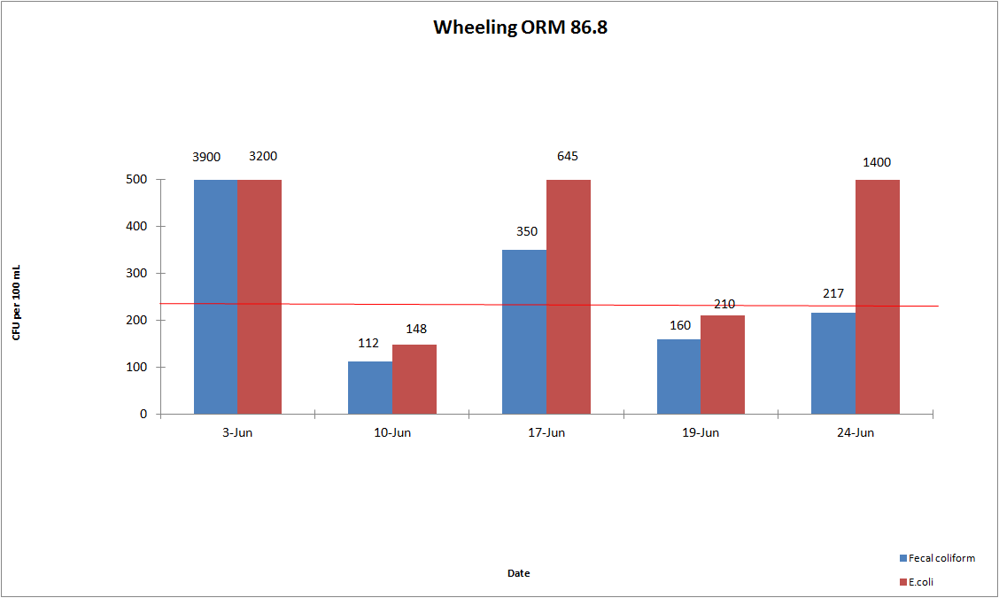 Wheeling ORM 86.8
3900
3200
645
1400
500
400
350
300
217
210
200
160
148
112
100
0
CFU per 100 mL
3-Jun
10-Jun
17-Jun
19-Jun
24-Jun
Date
Fecal coliform
E.coli